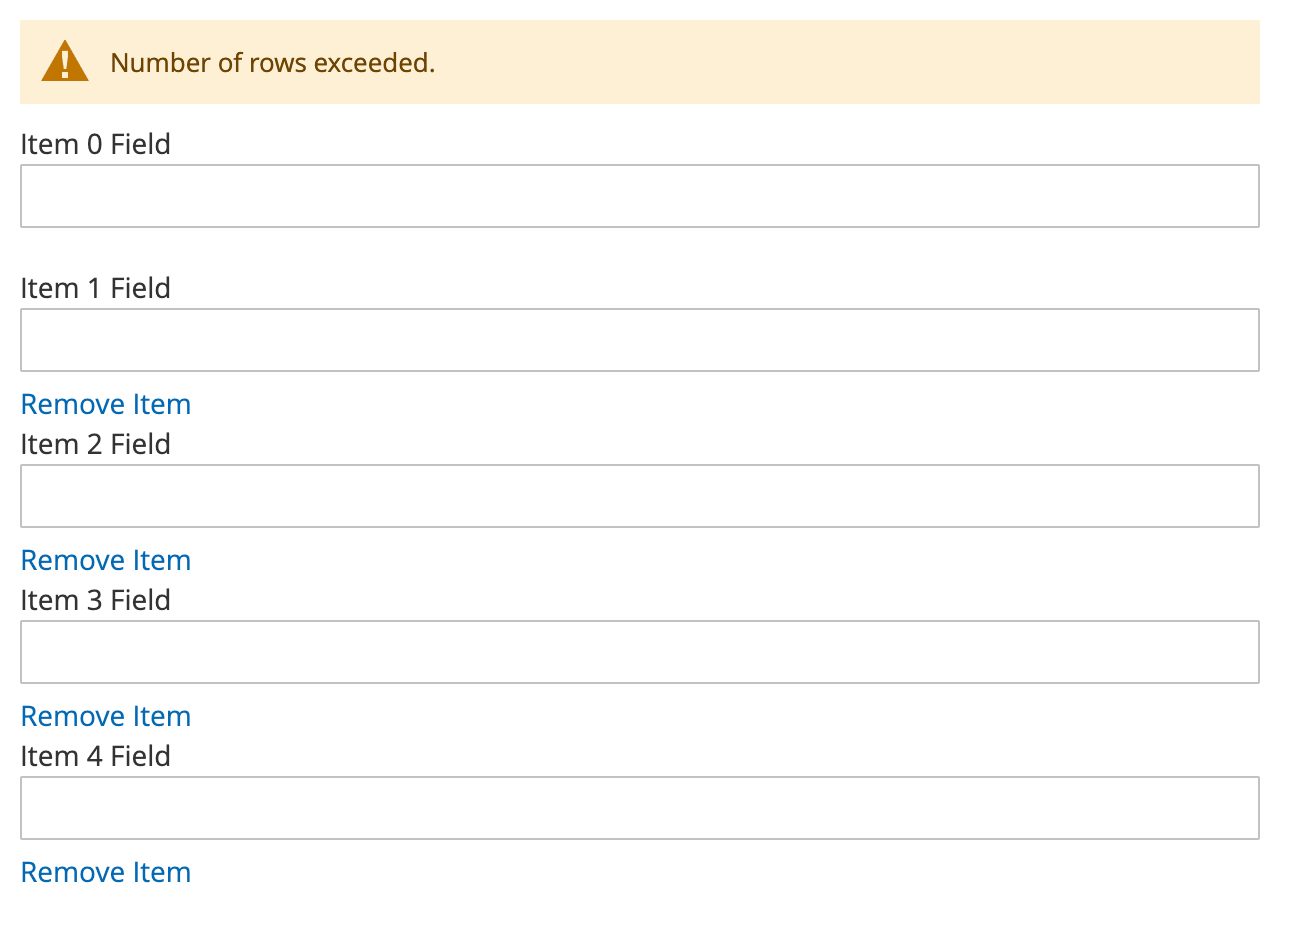 Number of rows exceeded.
Item 0 Field
Item 1 Field
Remove Item
Item 2 Field
Remove Item
Item 3 Field
Remove Item
Item 4 Field
Remove Item